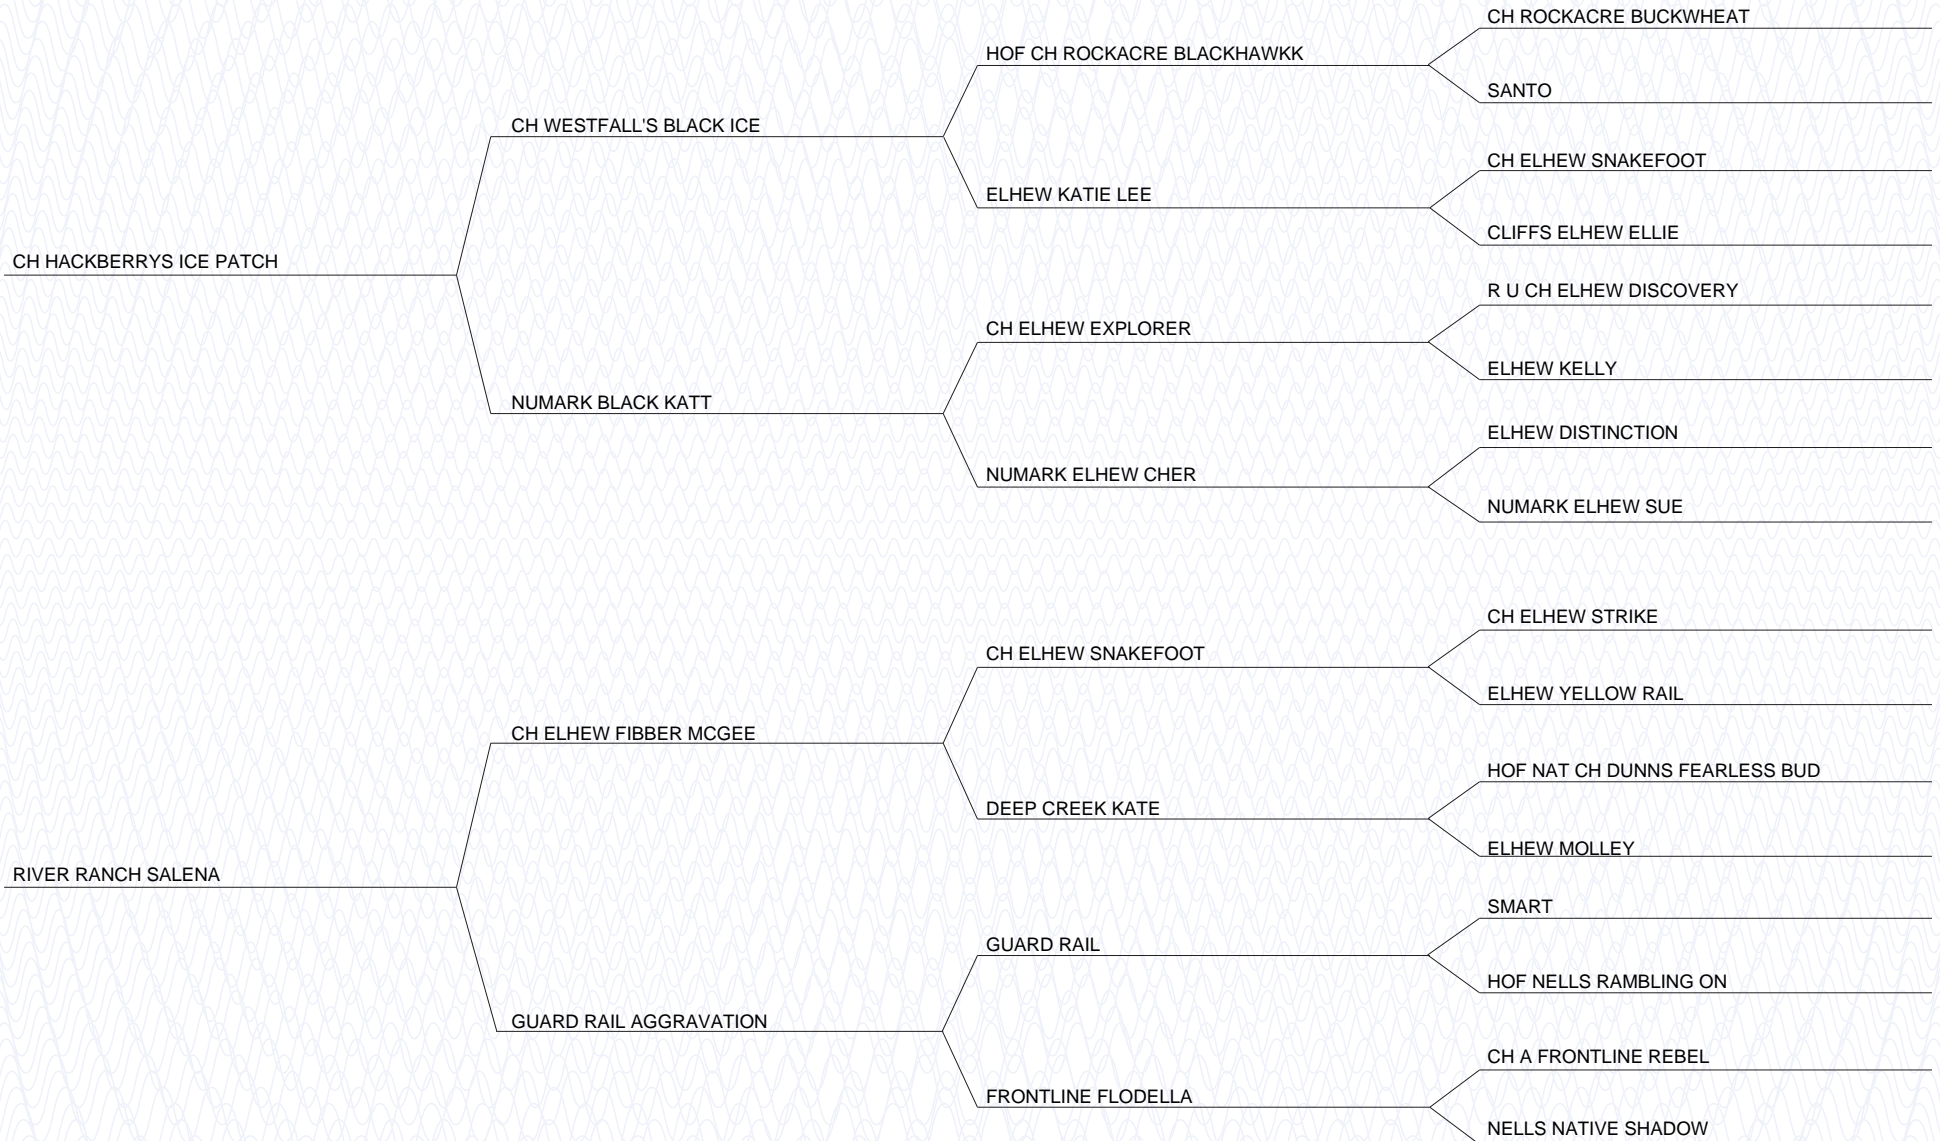 CH ROCKACRE BUCKWHEAT
HOF CH ROCKACRE BLACKHAWKK
SANTO
CH WESTFALL'S BLACK ICE
CH ELHEW SNAKEFOOT
ELHEW KATIE LEE
CLIFFS ELHEW ELLIE
CH HACKBERRYS ICE PATCH
R U CH ELHEW DISCOVERY
CH ELHEW EXPLORER
ELHEW KELLY
NUMARK BLACK KATT
ELHEW DISTINCTION
NUMARK ELHEW CHER
NUMARK ELHEW SUE
CH ELHEW STRIKE
CH ELHEW SNAKEFOOT
ELHEW YELLOW RAIL
CH ELHEW FIBBER MCGEE
HOF NAT CH DUNNS FEARLESS BUD
DEEP CREEK KATE
ELHEW MOLLEY
RIVER RANCH SALENA
SMART
GUARD RAIL
HOF NELLS RAMBLING ON
GUARD RAIL AGGRAVATION
CH A FRONTLINE REBEL
FRONTLINE FLODELLA
NELLS NATIVE SHADOW